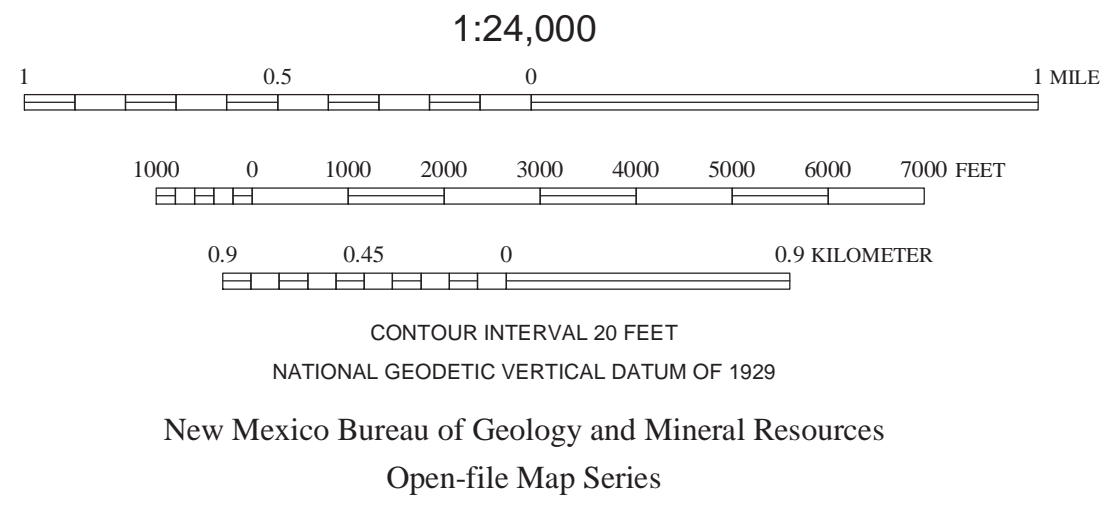 1:24,000
1 0.5 0 1 MILE
1000 0 1000 2000 3000 4000 5000 6000 7000 FEET
0.9 0.45 0 0.9 KILOMETER
CONTOUR INTERVAL 20 FEET
NATIONAL GEODETIC VERTICAL DATUM OF 1929
New Mexico Bureau of Geology and Mineral Resources
Open-file Map Series